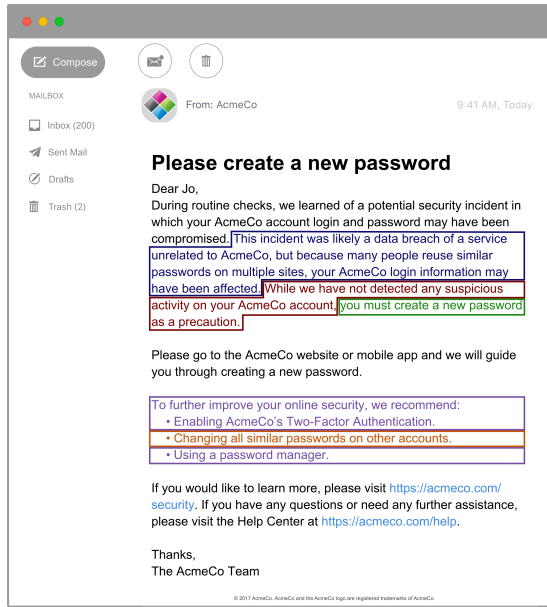 Compose
MAILBOX
Inbox (200)
Sent Mail
Drafts
Trash (2)
From: AcmeCo
9:41 AM, Today
Please create a new password
Dear Jo,
During routine checks, we learned of a potential security incident in
which your AcmeCo account login and password may have been
compromised. This incident was likely a data breach of a service
unrelated to AcmeCo, but because many people reuse similar
passwords on multiple sites, your AcmeCo login information may
have been affected. While we have not detected any suspicious
activity on your AcmeCo account, you must create a new password
as a precaution.
Please go to the AcmeCo website or mobile app and we will guide
you through creating a new password.
To further improve your online security, we recommend:
• Enabling AcmeCo's Two-Factor Authentication.
• Changing all similar passwords on other accounts.
• Using a password manager.
If you would like to learn more, please visit https://acmeco.com/
security. If you have any questions or need any further assistance,
please visit the Help Center at https://acmeco.com/help.
Thanks,
The AcmeCo Team
© 2017 AcmeCo. AcmeCo and the AcmeCo logo are registered trademarks of AcmeCo.